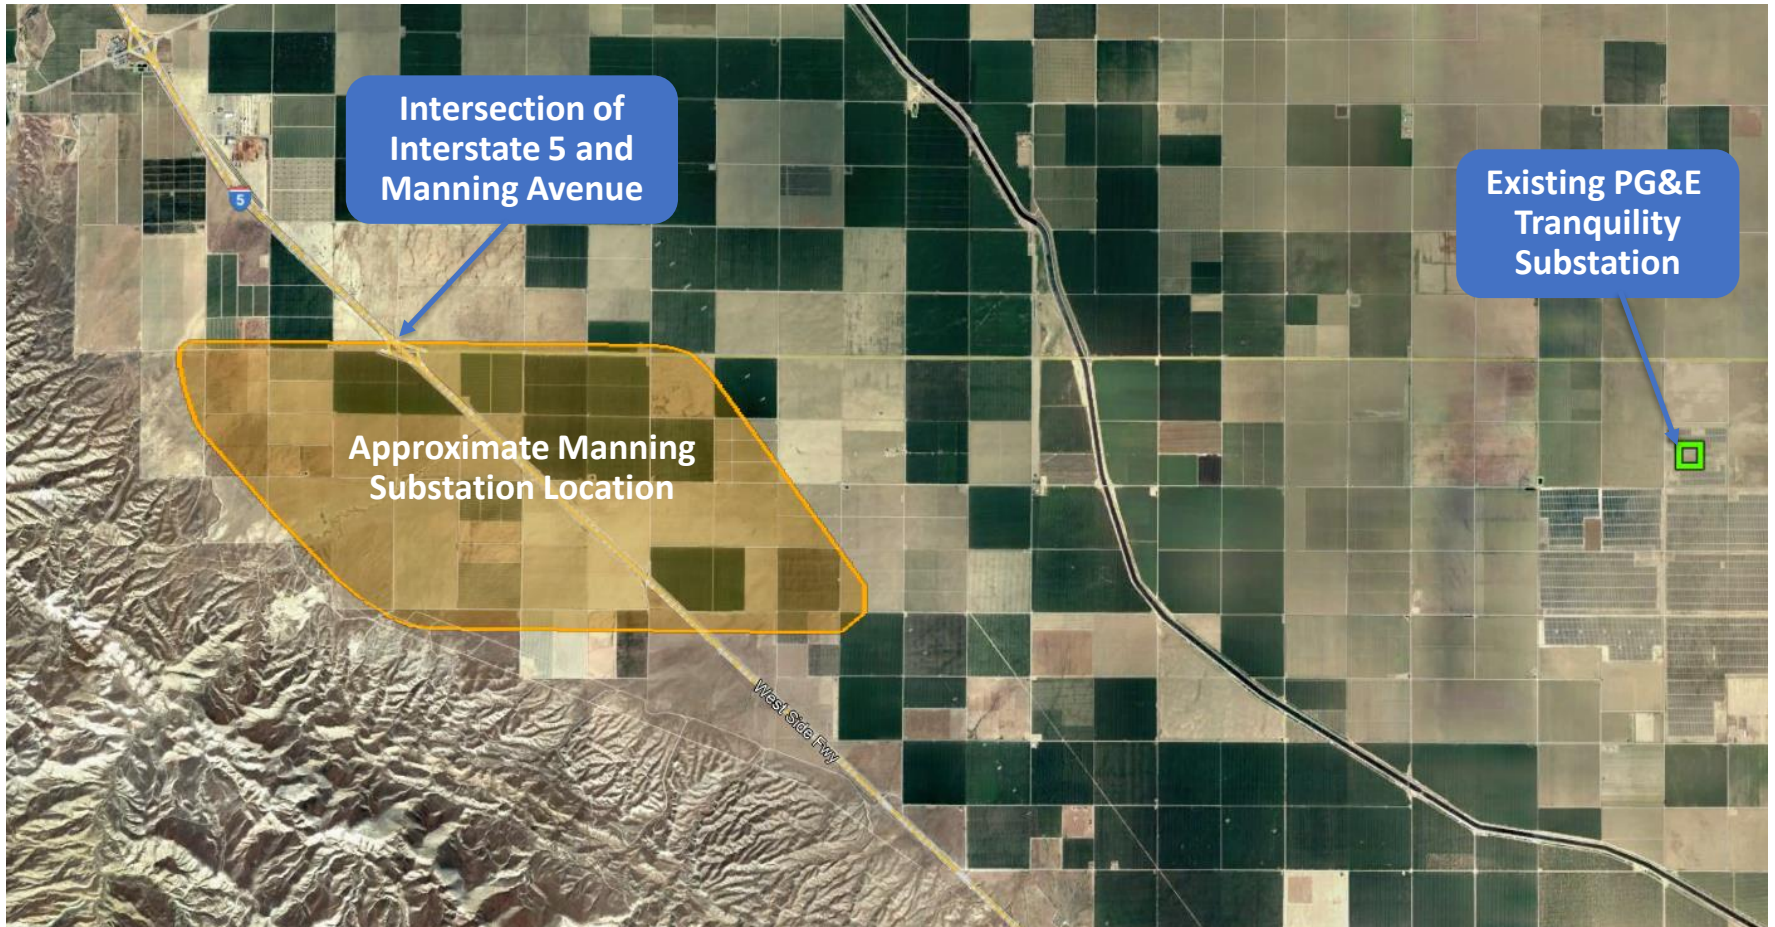 Intersection of
Interstate 5 and
Manning Avenue
Existing PG&E
Tranquility
Substation
5
Approximate Manning
Substation Location
West Side Fwy